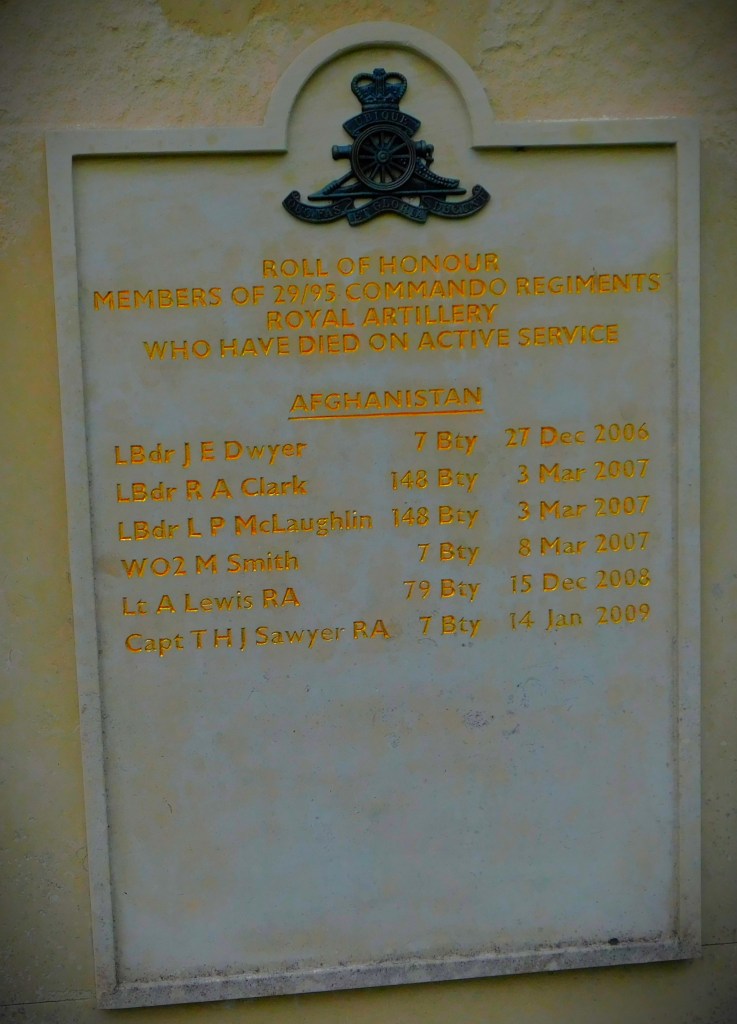 UBIQUE
ROLL OF HONOUR
MEMBERS OF 29/95 COMMANDO REGIMENTS
ROYAL ARTILLERY
WHO HAVE DIED ON ACTIVE SERVICE
AFGHANISTAN
LBdr J E Dwyer 7 Bty 27 Dec 2006
LBdr R A Clark 148 Bty 3 Mar 2007
LBdr L P McLaughlin 148 Bty 3 Mar 2007
WO2 M Smith 7 Bty 8 Mar 2007
Lt A Lewis RA 79 Bty 15 Dec 2008
Capt T H J Sawyer RA 7 Bty 14 Jan 2009